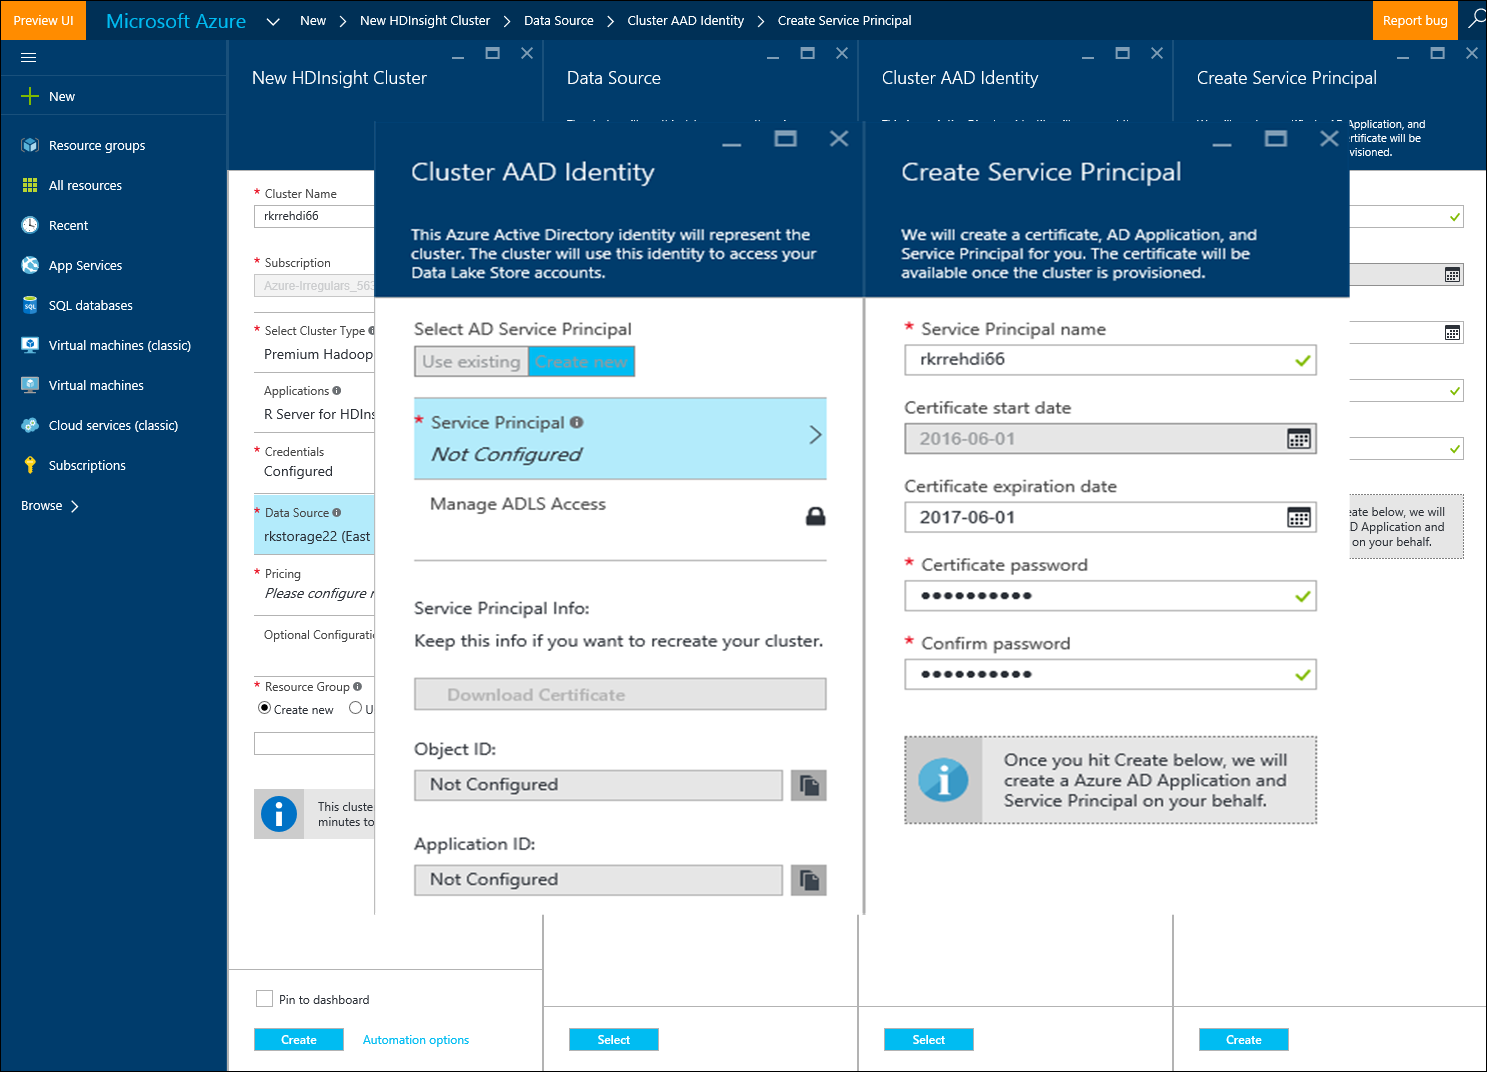 Preview UI
Microsoft Azure
New
New HDInsight Cluster
Data Source
Cluster AAD Identity
Create Service Principal
Report bug
New
Resource groups
All resources
Recent
App Services
SQL databases
Virtual machines (classic)
Virtual machines
Cloud services (classic)
Subscriptions
Browse
New HDInsight Cluster
* Cluster Name
rkrrehdi66
* Subscription
Azure-Irregulars_563
* Select Cluster Type
Premium Hadoop
Applications
R Server for HDIns
* Credentials
Configured
* Data Source
rkstorage22 (East
* Pricing
Please configure r
Optional Configuratio
* Resource Group
Create new
U
This cluste
minutes to
Pin to dashboard
Create
Automation options
Data Source
Select
Cluster AAD Identity
Select
Create Service Principal
Application, and
rtificate will be
visioned.
eate below, we will
D Application and
on your behalf.
Create
Cluster AAD Identity
This Azure Active Directory identity will represent the
cluster. The cluster will use this identity to access your
Data Lake Store accounts.
Select AD Service Principal
Use existing
Create new
* Service Principal
Not Configured
Manage ADLS Access
Service Principal Info:
Keep this info if you want to recreate your cluster.
Download Certificate
Object ID:
Not Configured
Application ID:
Not Configured
Create Service Principal
We will create a certificate, AD Application, and
Service Principal for you. The certificate will be
available once the cluster is provisioned.
* Service Principal name
rkrrehdi66
Certificate start date
2016-06-01
Certificate expiration date
2017-06-01
* Certificate password
••••••••••
* Confirm password
••••••••••
Once you hit Create below, we will
create a Azure AD Application and
Service Principal on your behalf.